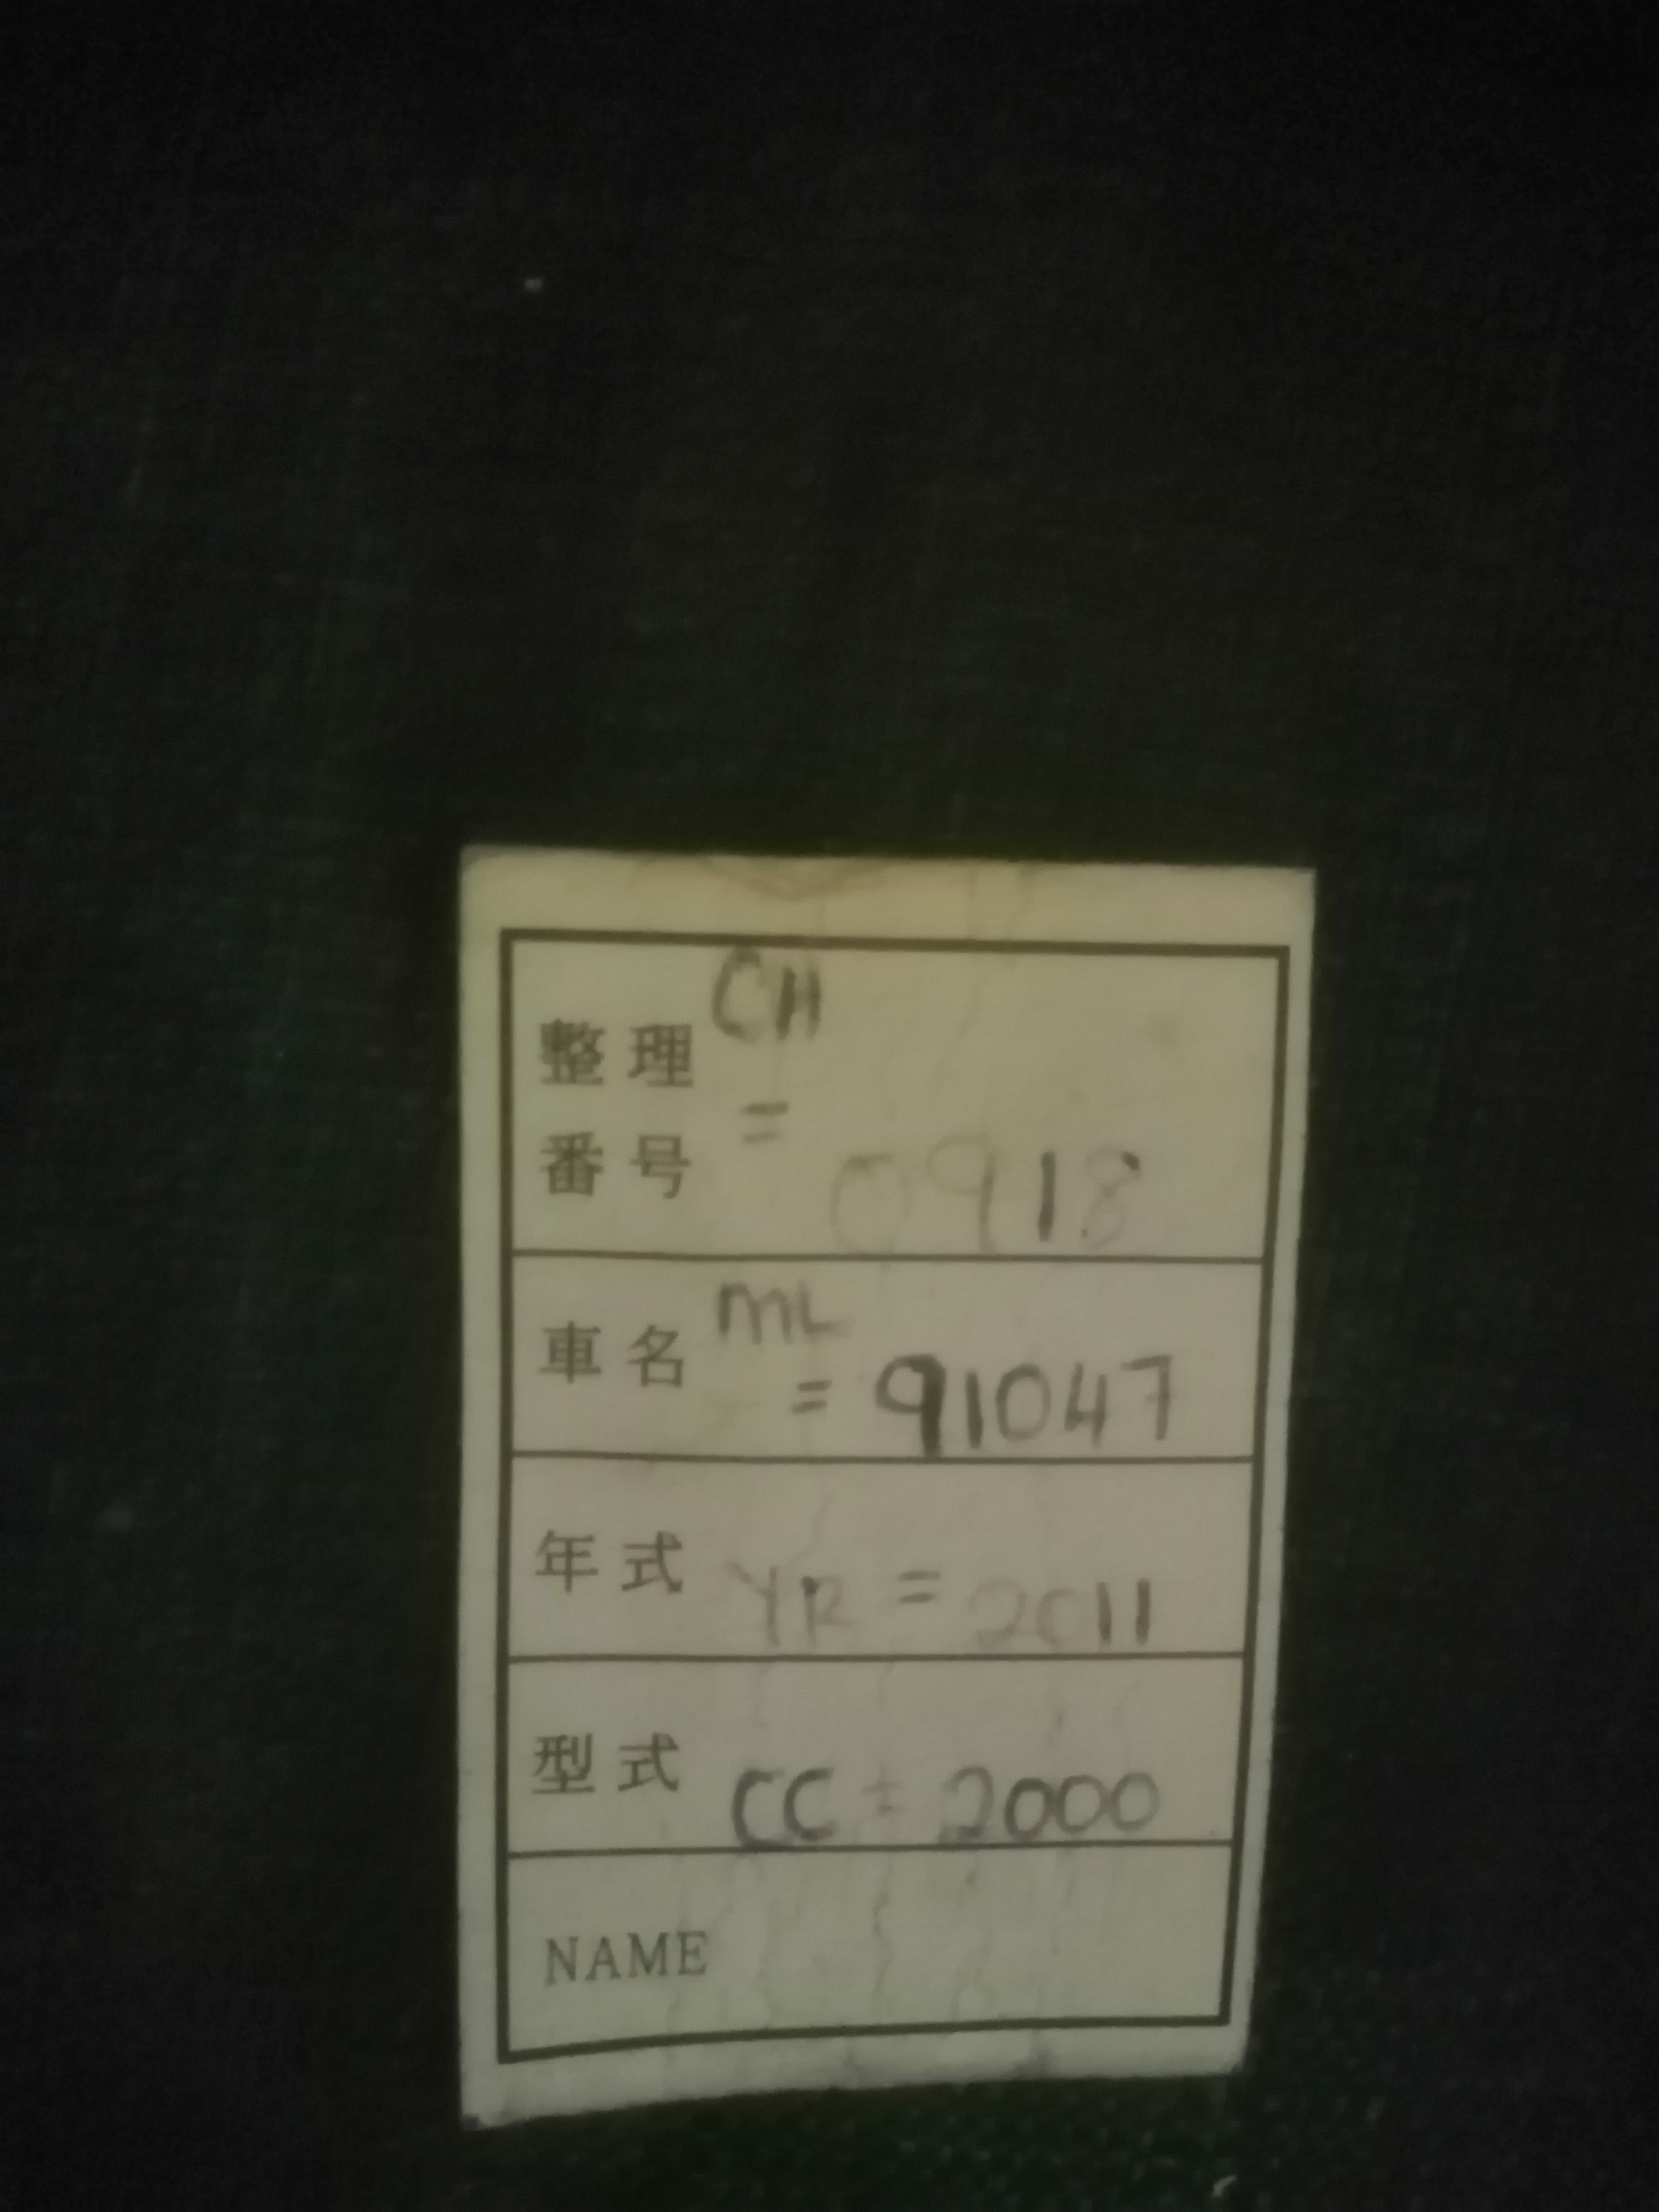 CH
整理
番号 = 0918
車名 ML = 91047
年式 YR = 2011
型式 CC = 2000
NAME